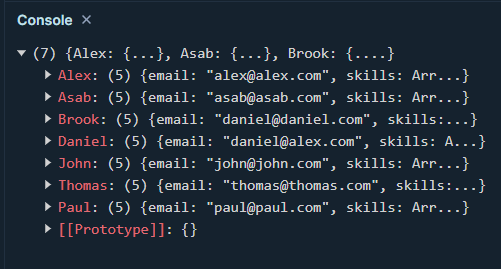 Console ×
▼ (7) {Alex: {...}, Asab: {...}, Brook: {....}
▶ Alex: (5) {email: "alex@alex.com", skills: Arr...}
▶ Asab: (5) {email: "asab@asab.com", skills: Arr...}
▶ Brook: (5) {email: "daniel@daniel.com", skills:...}
▶ Daniel: (5) {email: "daniel@alex.com", skills: A...}
▶ John: (5) {email: "john@john.com", skills: Arr...}
▶ Thomas: (5) {email: "thomas@thomas.com", skills:...}
▶ Paul: (5) {email: "paul@paul.com", skills: Arr...}
▶ [[Prototype]]: {}